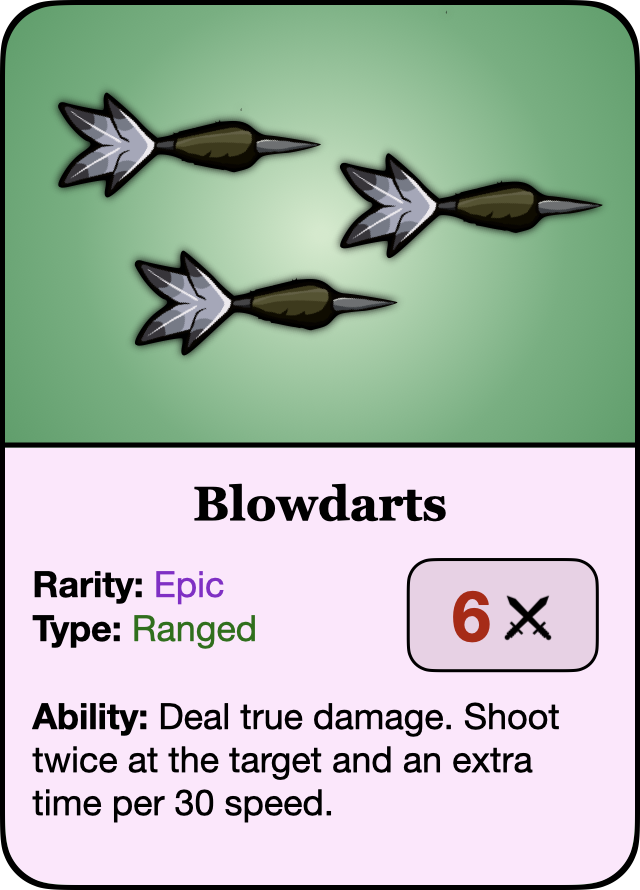 Blowdarts
Rarity: Epic
Type: Ranged
6
Ability: Deal true damage. Shoot
twice at the target and an extra
time per 30 speed.